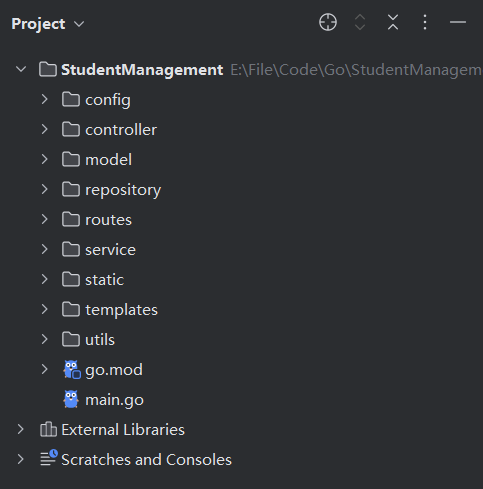 Project
StudentManagement E:\File\Code\Go\StudentManagem
config
controller
model
repository
routes
service
static
templates
utils
go.mod
main.go
External Libraries
Scratches and Consoles